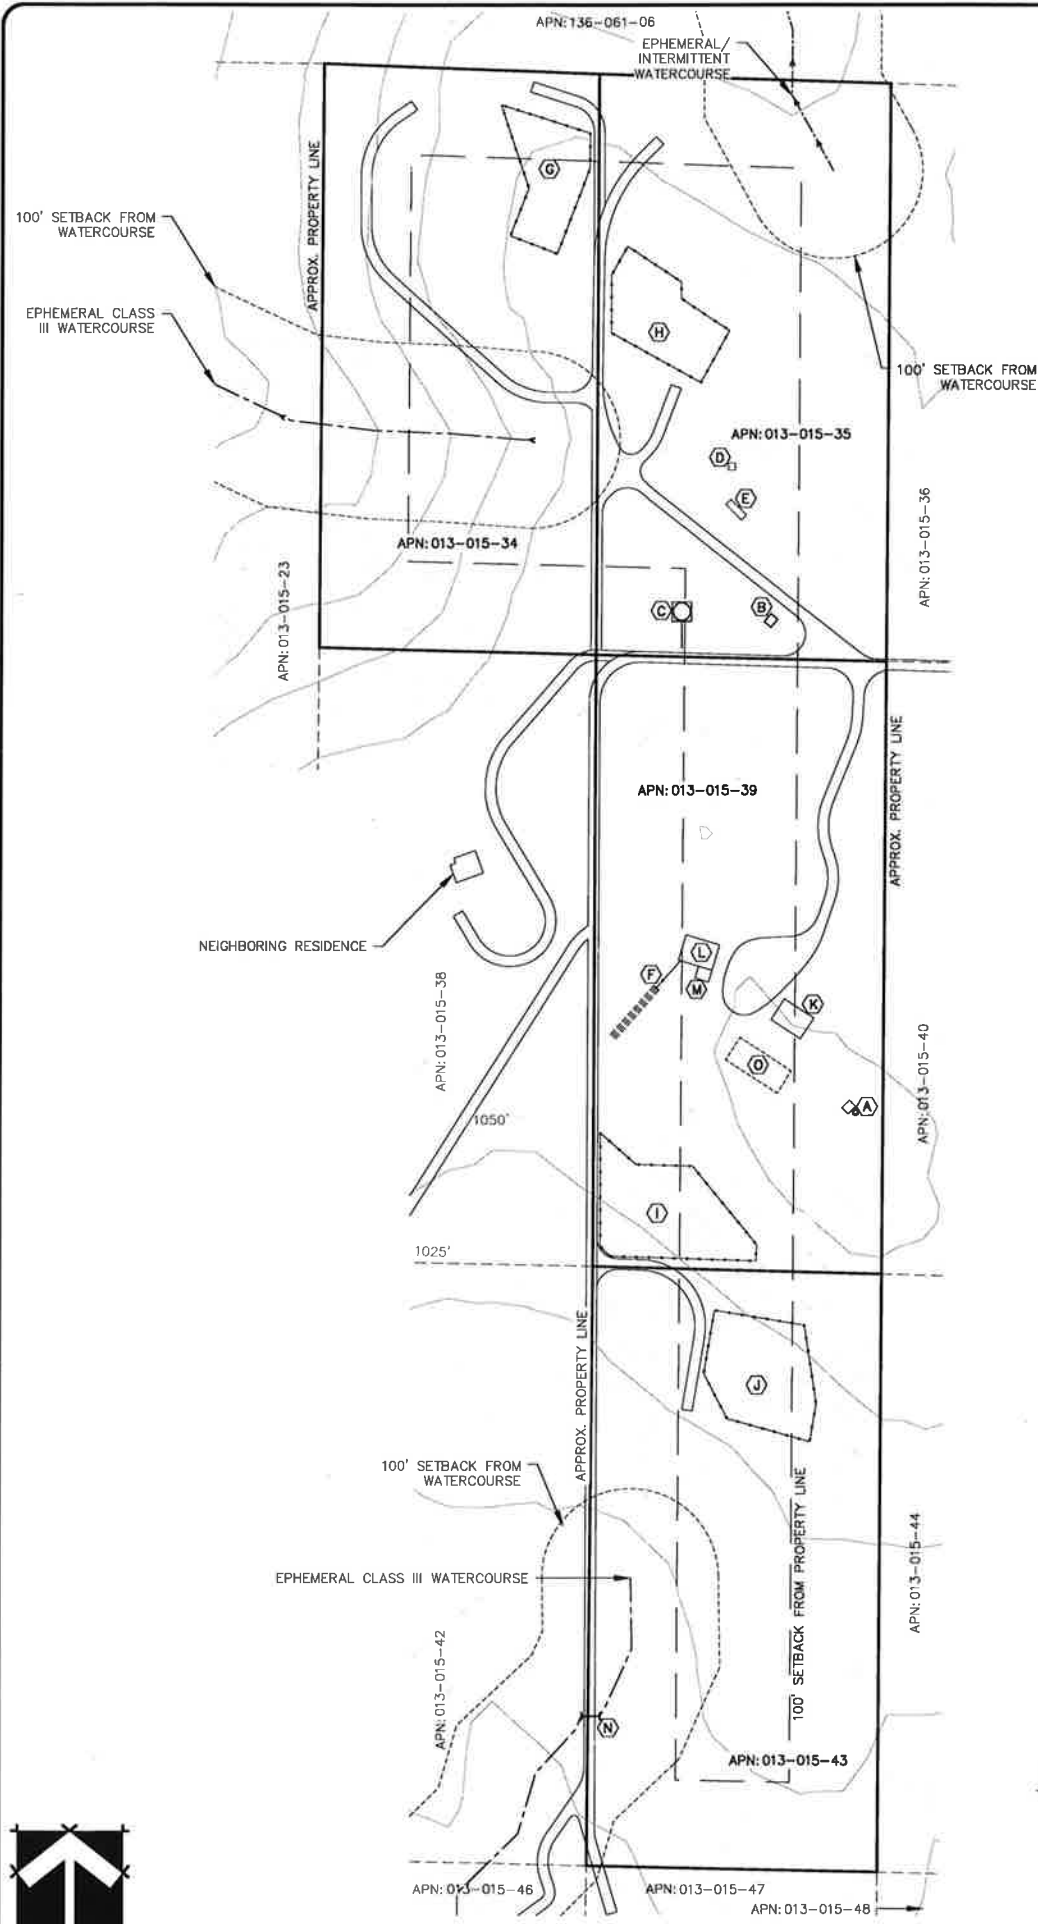 APN: 136-061-06
EPHEMERAL/
INTERMITTENT
WATERCOURSE
APPROX. PROPERTY LINE
G
100' SETBACK FROM
WATERCOURSE
EPHEMERAL CLASS
III WATERCOURSE
H
100' SETBACK FROM
WATERCOURSE
APN: 013-015-35
D
E
APN: 013-015-36
APN: 013-015-34
APN: 013-015-23
C
B
APPROX. PROPERTY LINE
APN: 013-015-39
NEIGHBORING RESIDENCE
L
F
M
K
APN: 013-015-38
O
APN: 013-015-40
A
1050'
I
1025'
APPROX. PROPERTY LINE
J
100' SETBACK FROM
WATERCOURSE
100' SETBACK FROM PROPERTY LINE
APN: 013-015-44
EPHEMERAL CLASS III WATERCOURSE
APN: 013-015-42
N
APN: 013-015-43
APN: 013-015-46
APN: 013-015-47
APN: 013-015-48